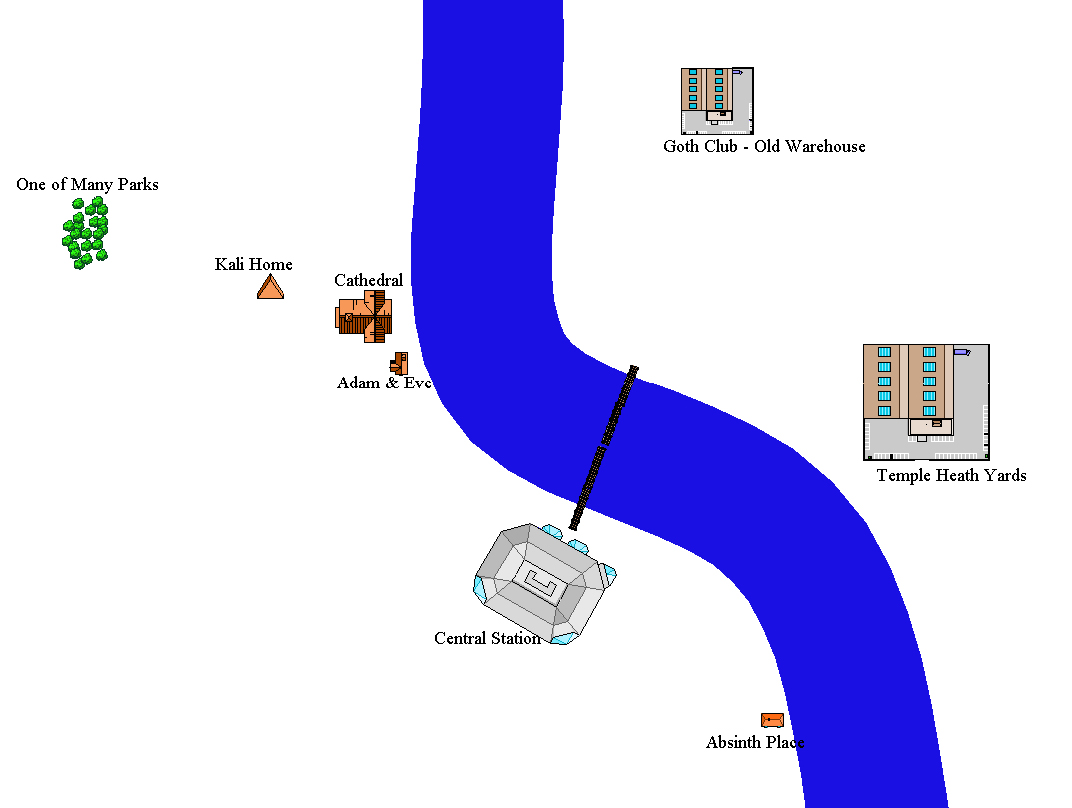 Goth Club - Old Warehouse
One of Many Parks
Kali Home
Cathedral
Adam & Eve
Temple Heath Yards
Central Station
Absinth Place